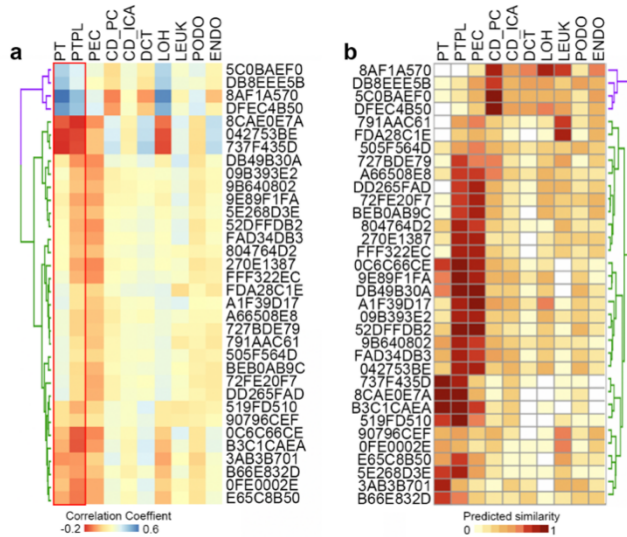 a
PT
PTPL
PEC
CD_PC
CD_ICA
DCT
LOH
LEUK
PODO
ENDO
5C0BAEF0
DB8EEE5B
8AF1A570
DFEC4B50
8CAE0E7A
042753BE
737F435D
DB49B30A
09B393E2
9B640802
9E89F1FA
5E268D3E
52DFFDB2
FAD34DB3
804764D2
270E1387
FFF322EC
FDA28C1E
A1F39D17
A66508E8
727BDE79
791AAC61
505F564D
BEB0AB9C
72FE20F7
DD265FAD
519FD510
90796CEF
0C6C66CE
B3C1CAEA
3AB3B701
B66E832D
0FE0002E
E65C8B50
Correlation Coeffient
-0.2 0.6
b
PT
PTPL
PEC
CD_PC
CD_ICA
DCT
LOH
LEUK
PODO
ENDO
8AF1A570
DB8EEE5B
5C0BAEF0
DFEC4B50
791AAC61
FDA28C1E
505F564D
727BDE79
A66508E8
DD265FAD
72FE20F7
BEB0AB9C
804764D2
270E1387
FFF322EC
0C6C66CE
9E89F1FA
DB49B30A
A1F39D17
09B393E2
52DFFDB2
9B640802
FAD34DB3
042753BE
737F435D
8CAE0E7A
B3C1CAEA
519FD510
90796CEF
0FE0002E
E65C8B50
5E268D3E
3AB3B701
B66E832D
Predicted similarity
0 1